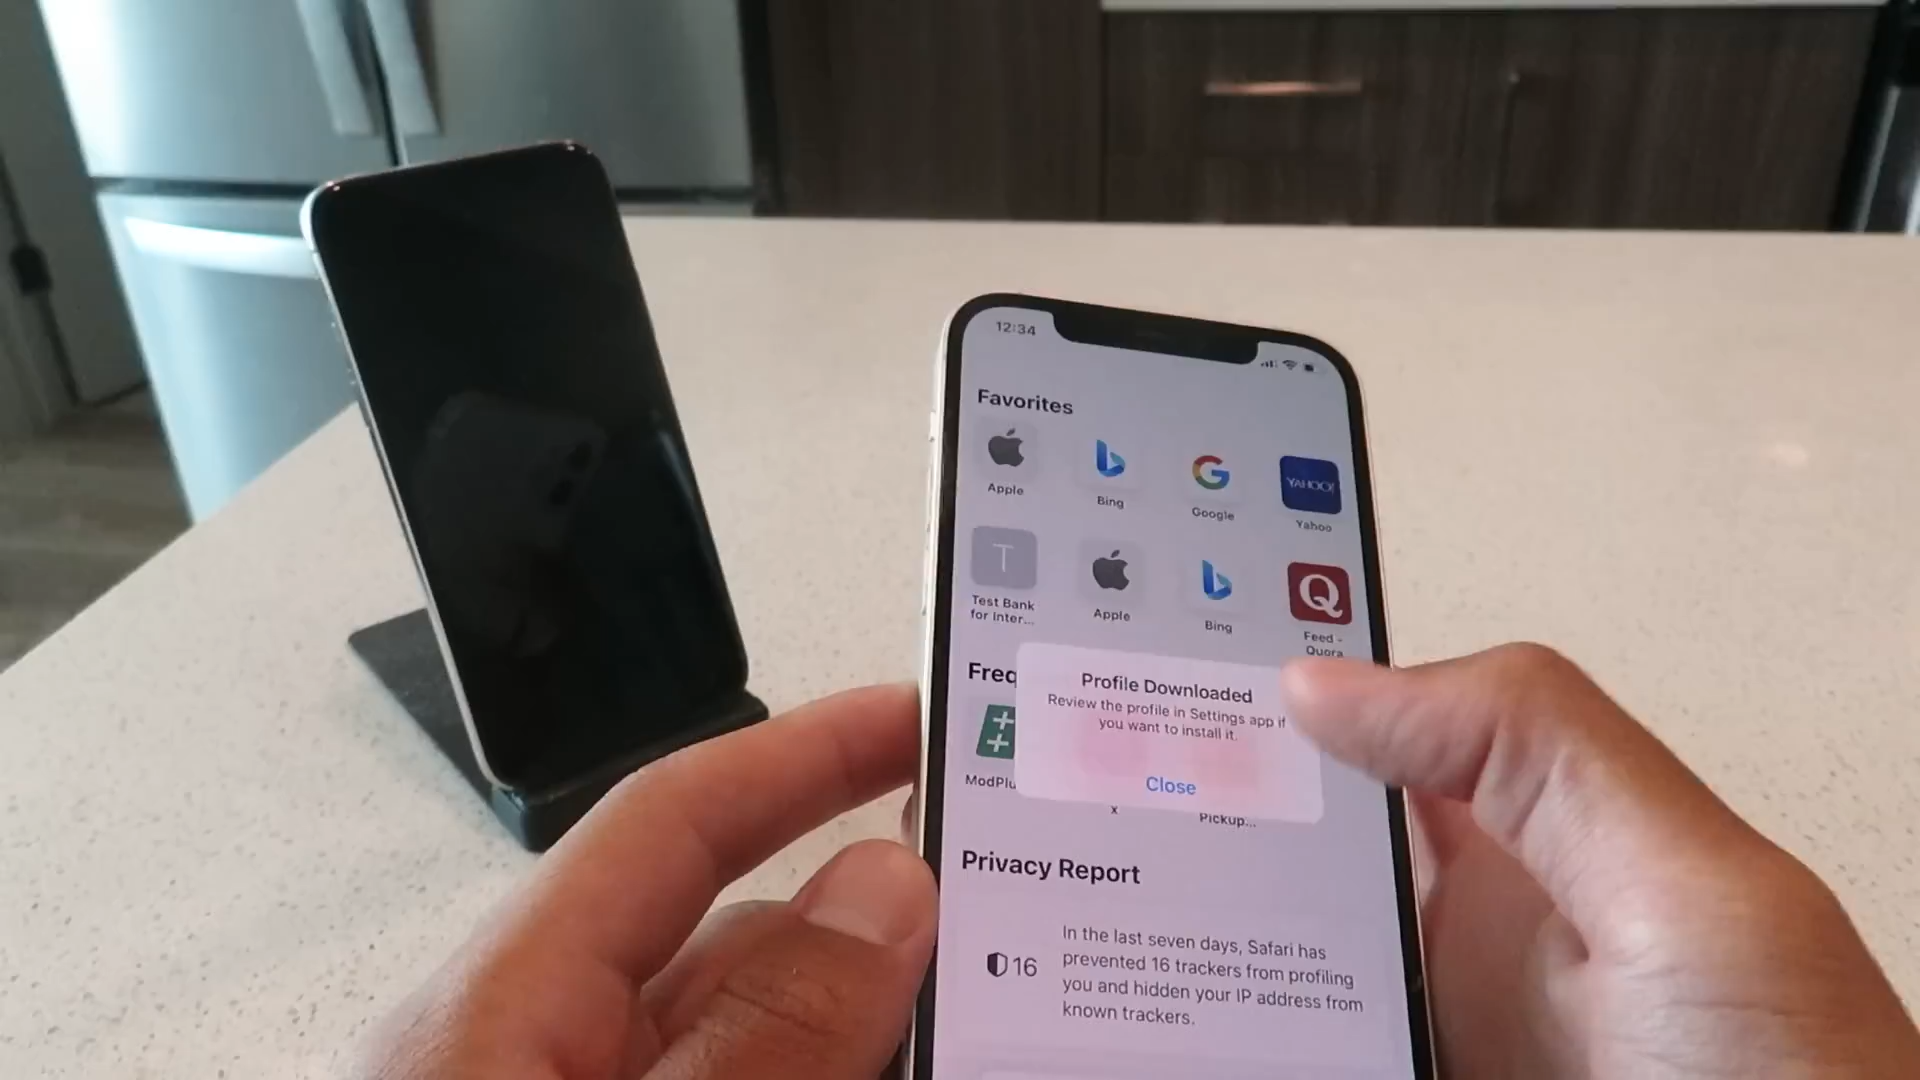 12:34
Favorites
Apple
Bing
Google
YAHOO!
Yahoo
T
Test Bank
for Inter...
Apple
Bing
Q
Feed -
Quora
Freq
Profile Downloaded
Review the profile in Settings app if
you want to install it.
Close
ModPlu
x
Pickup...
Privacy Report
16
In the last seven days, Safari has
prevented 16 trackers from profiling
you and hidden your IP address from
known trackers.